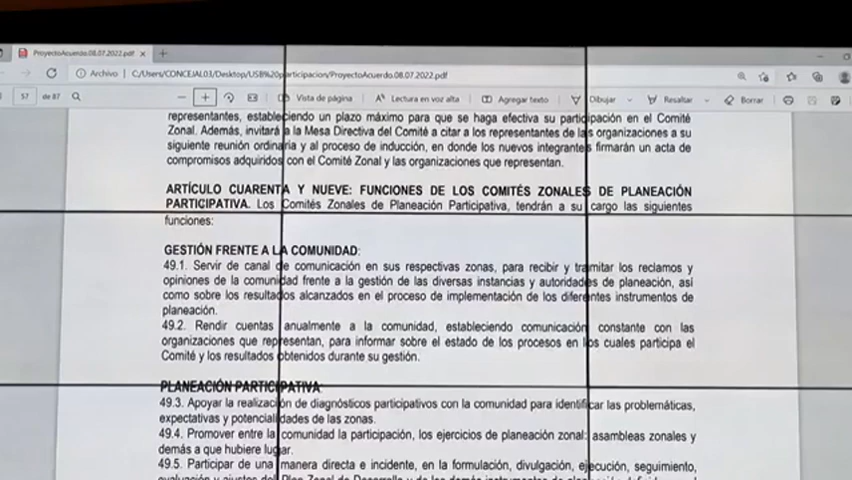 ProyectoAcuerdo.08.07.2022.pdf
Archivo | C:/Users/CONCEJAL03/Desktop/USB%20participacion/ProyectoAcuerdo.08.07.2022.pdf
57 de 87 Vista de página Lectura en voz alta Agregar texto Dibujar Resaltar Borrar
representantes, estableciendo un plazo máximo para que se haga efectiva su participación en el Comité
Zonal. Además, invitará a la Mesa Directiva del Comité a citar a los representantes de las organizaciones a su
siguiente reunión ordinaria y al proceso de inducción, en donde los nuevos integrantes firmarán un acta de
compromisos adquiridos con el Comité Zonal y las organizaciones que representan.
ARTÍCULO CUARENTA Y NUEVE: FUNCIONES DE LOS COMITÉS ZONALES DE PLANEACIÓN
PARTICIPATIVA. Los Comités Zonales de Planeación Participativa, tendrán a su cargo las siguientes
funciones:
GESTIÓN FRENTE A LA COMUNIDAD:
49.1. Servir de canal de comunicación en sus respectivas zonas, para recibir y tramitar los reclamos y
opiniones de la comunidad frente a la gestión de las diversas instancias y autoridades de planeación, así
como sobre los resultados alcanzados en el proceso de implementación de los diferentes instrumentos de
planeación.
49.2. Rendir cuentas anualmente a la comunidad, estableciendo comunicación constante con las
organizaciones que representan, para informar sobre el estado de los procesos en los cuales participa el
Comité y los resultados obtenidos durante su gestión.
PLANEACIÓN PARTICIPATIVA:
49.3. Apoyar la realización de diagnósticos participativos con la comunidad para identificar las problemáticas,
expectativas y potencialidades de las zonas.
49.4. Promover entre la comunidad la participación, los ejercicios de planeación zonal: asambleas zonales y
demás a que hubiere lugar.
49.5. Participar de una manera directa e incidente, en la formulación, divulgación, ejecución, seguimiento,